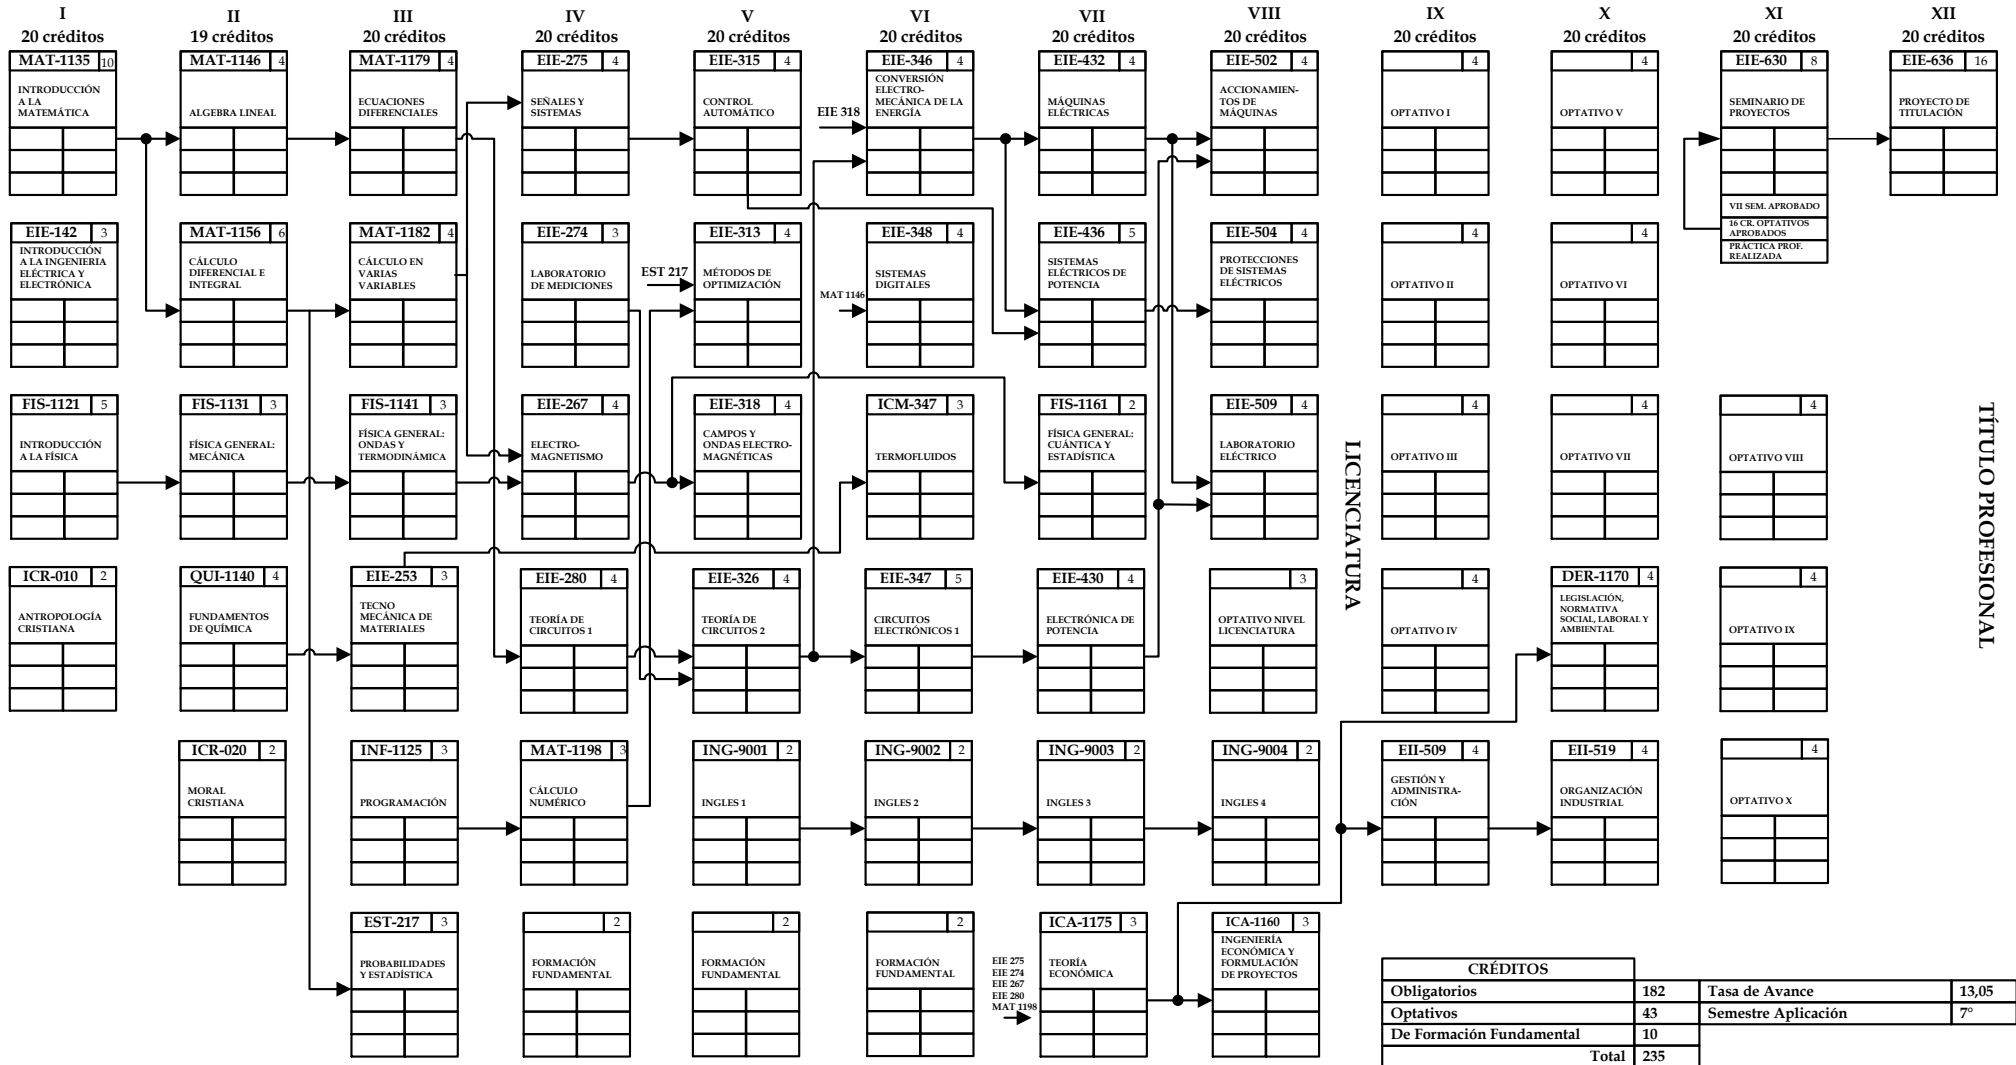 I
20 créditos
II
19 créditos
III
20 créditos
IV
20 créditos
V
20 créditos
VI
20 créditos
VII
20 créditos
VIII
20 créditos
IX
20 créditos
X
20 créditos
XI
20 créditos
XII
20 créditos
MAT-1135 10
INTRODUCCIÓN
A LA
MATEMÁTICA
MAT-1146 4
ALGEBRA LINEAL
MAT-1179 4
ECUACIONES
DIFERENCIALES
EIE-275 4
SEÑALES Y
SISTEMAS
EIE-315 4
CONTROL
AUTOMÁTICO
EIE 318
EIE-346 4
CONVERSIÓN
ELECTRO-
MECÁNICA DE LA
ENERGÍA
EIE-432 4
MÁQUINAS
ELÉCTRICAS
EIE-502 4
ACCIONAMIEN-
TOS DE
MÁQUINAS
4
OPTATIVO I
4
OPTATIVO V
EIE-630 8
SEMINARIO DE
PROYECTOS
VII SEM. APROBADO
16 CR. OPTATIVOS
APROBADOS
PRÁCTICA PROF.
REALIZADA
EIE-636 16
PROYECTO DE
TITULACIÓN
EIE-142 3
INTRODUCCIÓN
A LA INGENIERIA
ELÉCTRICA Y
ELECTRÓNICA
MAT-1156 6
CÁLCULO
DIFERENCIAL E
INTEGRAL
MAT-1182 4
CÁLCULO EN
VARIAS
VARIABLES
EIE-274 3
LABORATORIO
DE MEDICIONES
EST 217
EIE-313 4
MÉTODOS DE
OPTIMIZACIÓN
MAT 1146
EIE-348 4
SISTEMAS
DIGITALES
EIE-436 5
SISTEMAS
ELÉCTRICOS DE
POTENCIA
EIE-504 4
PROTECCIONES
DE SISTEMAS
ELÉCTRICOS
4
OPTATIVO II
4
OPTATIVO VI
FIS-1121 5
INTRODUCCIÓN
A LA FÍSICA
FIS-1131 3
FÍSICA GENERAL:
MECÁNICA
FIS-1141 3
FÍSICA GENERAL:
ONDAS Y
TERMODINÁMICA
EIE-267 4
ELECTRO-
MAGNETISMO
EIE-318 4
CAMPOS Y
ONDAS ELECTRO-
MAGNÉTICAS
ICM-347 3
TERMOFLUIDOS
FIS-1161 2
FÍSICA GENERAL:
CUÁNTICA Y
ESTADÍSTICA
EIE-509 4
LABORATORIO
ELÉCTRICO
LICENCIATURA
4
OPTATIVO III
4
OPTATIVO VII
4
OPTATIVO VIII
TÍTULO PROFESIONAL
ICR-010 2
ANTROPOLOGÍA
CRISTIANA
QUI-1140 4
FUNDAMENTOS
DE QUÍMICA
EIE-253 3
TECNO
MECÁNICA DE
MATERIALES
EIE-280 4
TEORÍA DE
CIRCUITOS 1
EIE-326 4
TEORÍA DE
CIRCUITOS 2
EIE-347 5
CIRCUITOS
ELECTRÓNICOS 1
EIE-430 4
ELECTRÓNICA DE
POTENCIA
3
OPTATIVO NIVEL
LICENCIATURA
4
OPTATIVO IV
DER-1170 4
LEGISLACIÓN,
NORMATIVA
SOCIAL, LABORAL Y
AMBIENTAL
4
OPTATIVO IX
ICR-020 2
MORAL
CRISTIANA
INF-1125 3
PROGRAMACIÓN
MAT-1198 3
CÁLCULO
NUMÉRICO
ING-9001 2
INGLES 1
ING-9002 2
INGLES 2
ING-9003 2
INGLES 3
ING-9004 2
INGLES 4
EII-509 4
GESTIÓN Y
ADMINISTRA-
CIÓN
EII-519 4
ORGANIZACIÓN
INDUSTRIAL
4
OPTATIVO X
EST-217 3
PROBABILIDADES
Y ESTADÍSTICA
2
FORMACIÓN
FUNDAMENTAL
2
FORMACIÓN
FUNDAMENTAL
2
FORMACIÓN
FUNDAMENTAL
EIE 275
EIE 274
EIE 267
EIE 280
MAT 1198
ICA-1175 3
TEORÍA
ECONÓMICA
ICA-1160 3
INGENIERÍA
ECONÓMICA Y
FORMULACIÓN
DE PROYECTOS
CRÉDITOS
Obligatorios 182 Tasa de Avance 13,05
Optativos 43 Semestre Aplicación 7°
De Formación Fundamental 10
Total 235